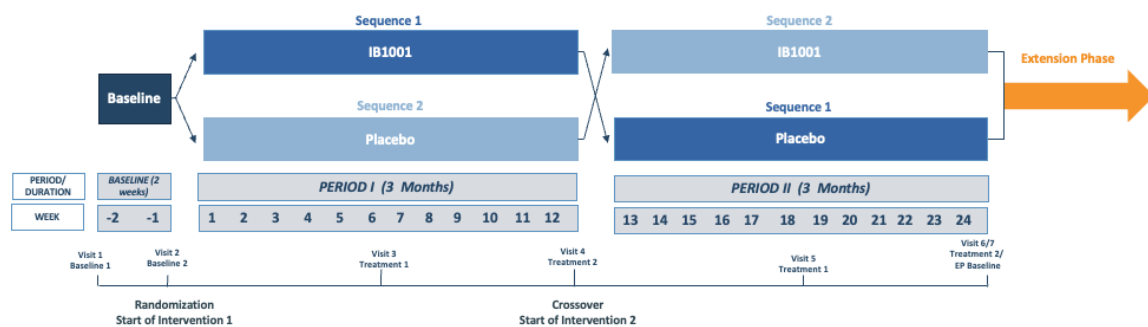 Sequence 1
IB1001
Sequence 2
IB1001
Extension Phase
Baseline
Sequence 2
Placebo
Sequence 1
Placebo
PERIOD/
DURATION
BASELINE (2
weeks)
PERIOD I (3 Months)
PERIOD II (3 Months)
WEEK
-2 -1
1 2 3 4 5 6 7 8 9 10 11 12
13 14 15 16 17 18 19 20 21 22 23 24
Visit 1
Baseline 1
Visit 2
Baseline 2
Visit 3
Treatment 1
Visit 4
Treatment 2
Visit 5
Treatment 1
Visit 6/7
Treatment 2/
EP Baseline
Randomization
Start of Intervention 1
Crossover
Start of Intervention 2